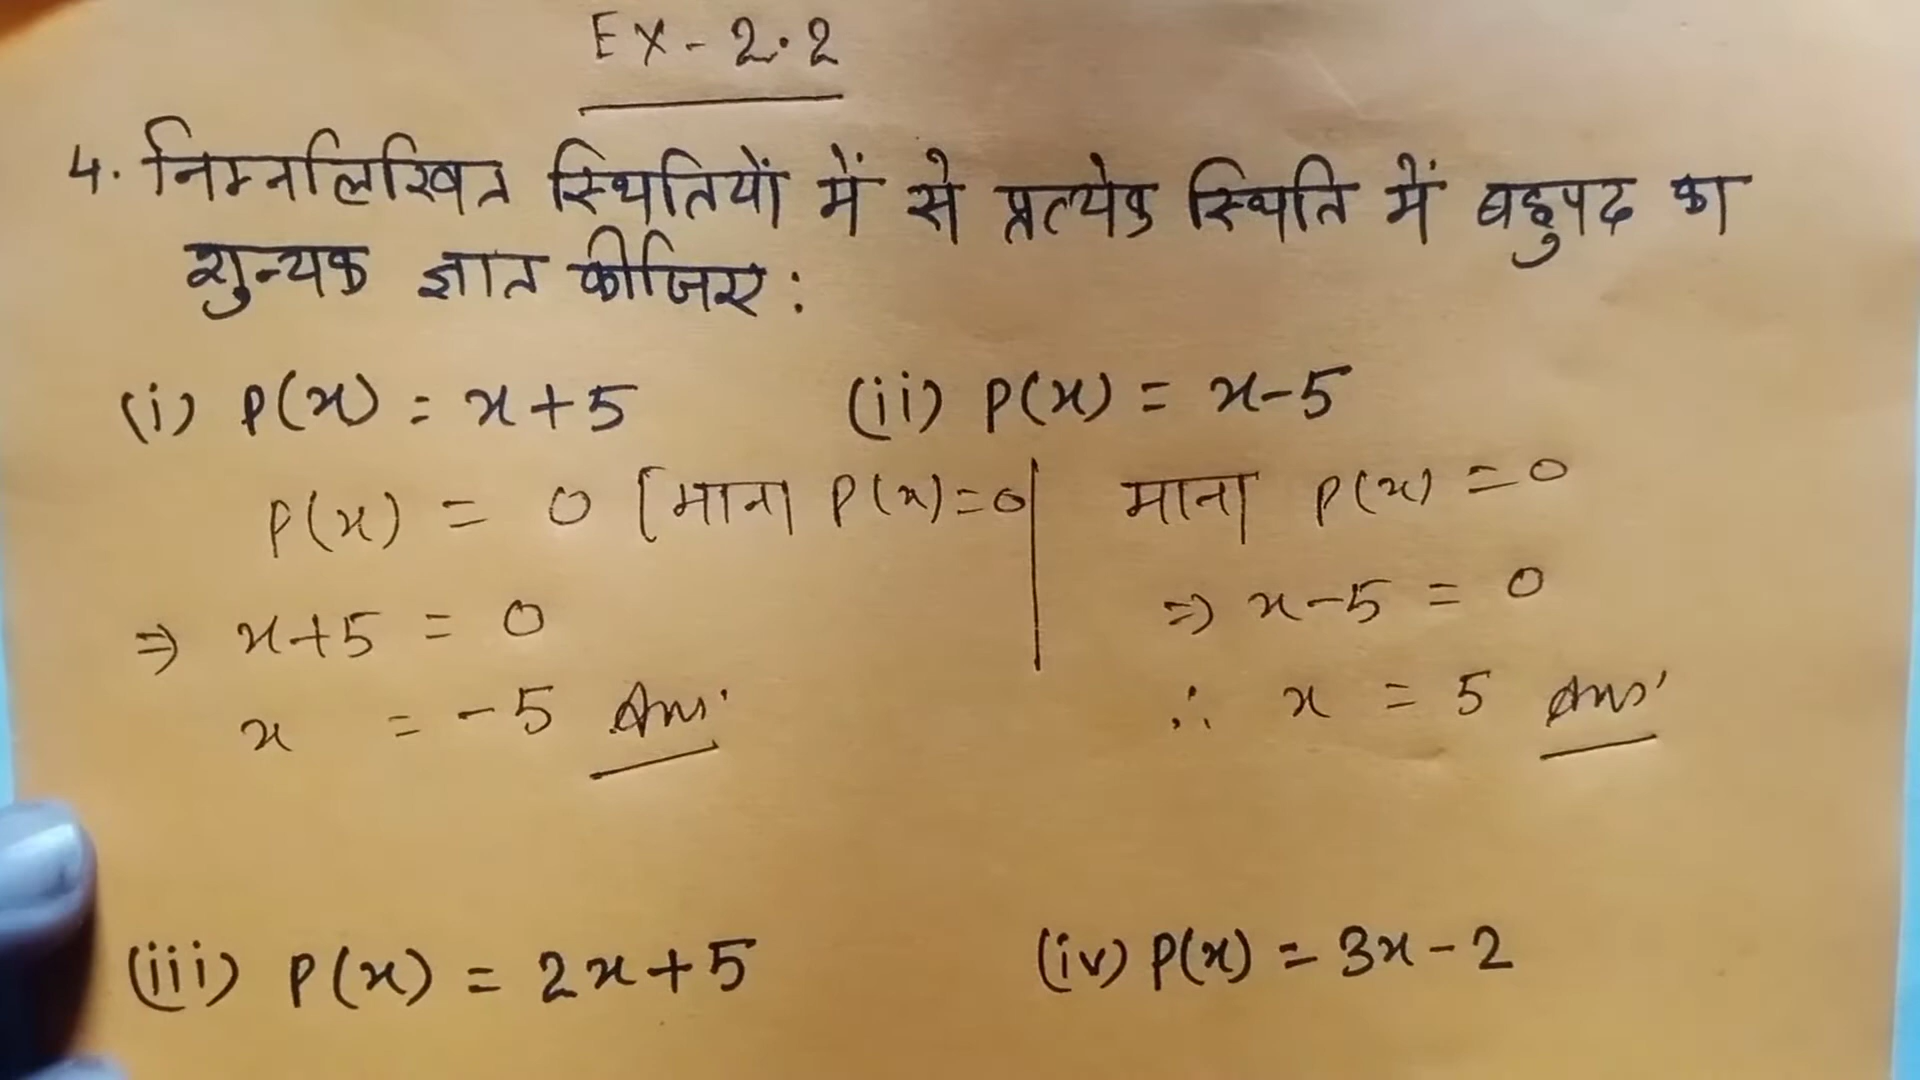 EX - 2.2
4. निम्नलिखित स्थितियों में से प्रत्येक स्थिति में बहुपद का
शुन्यक ज्ञात कीजिए :
(i) P(x) = x+5 (ii) P(x) = x-5
P(x) = 0 [माना P(x)=0 माना P(x) =0
⇒ x+5 = 0 ⇒ x-5 = 0
x = -5 Ans. ∴ x = 5 Ans'
(iii) P(x) = 2x+5 (iv) P(x) = 3x-2